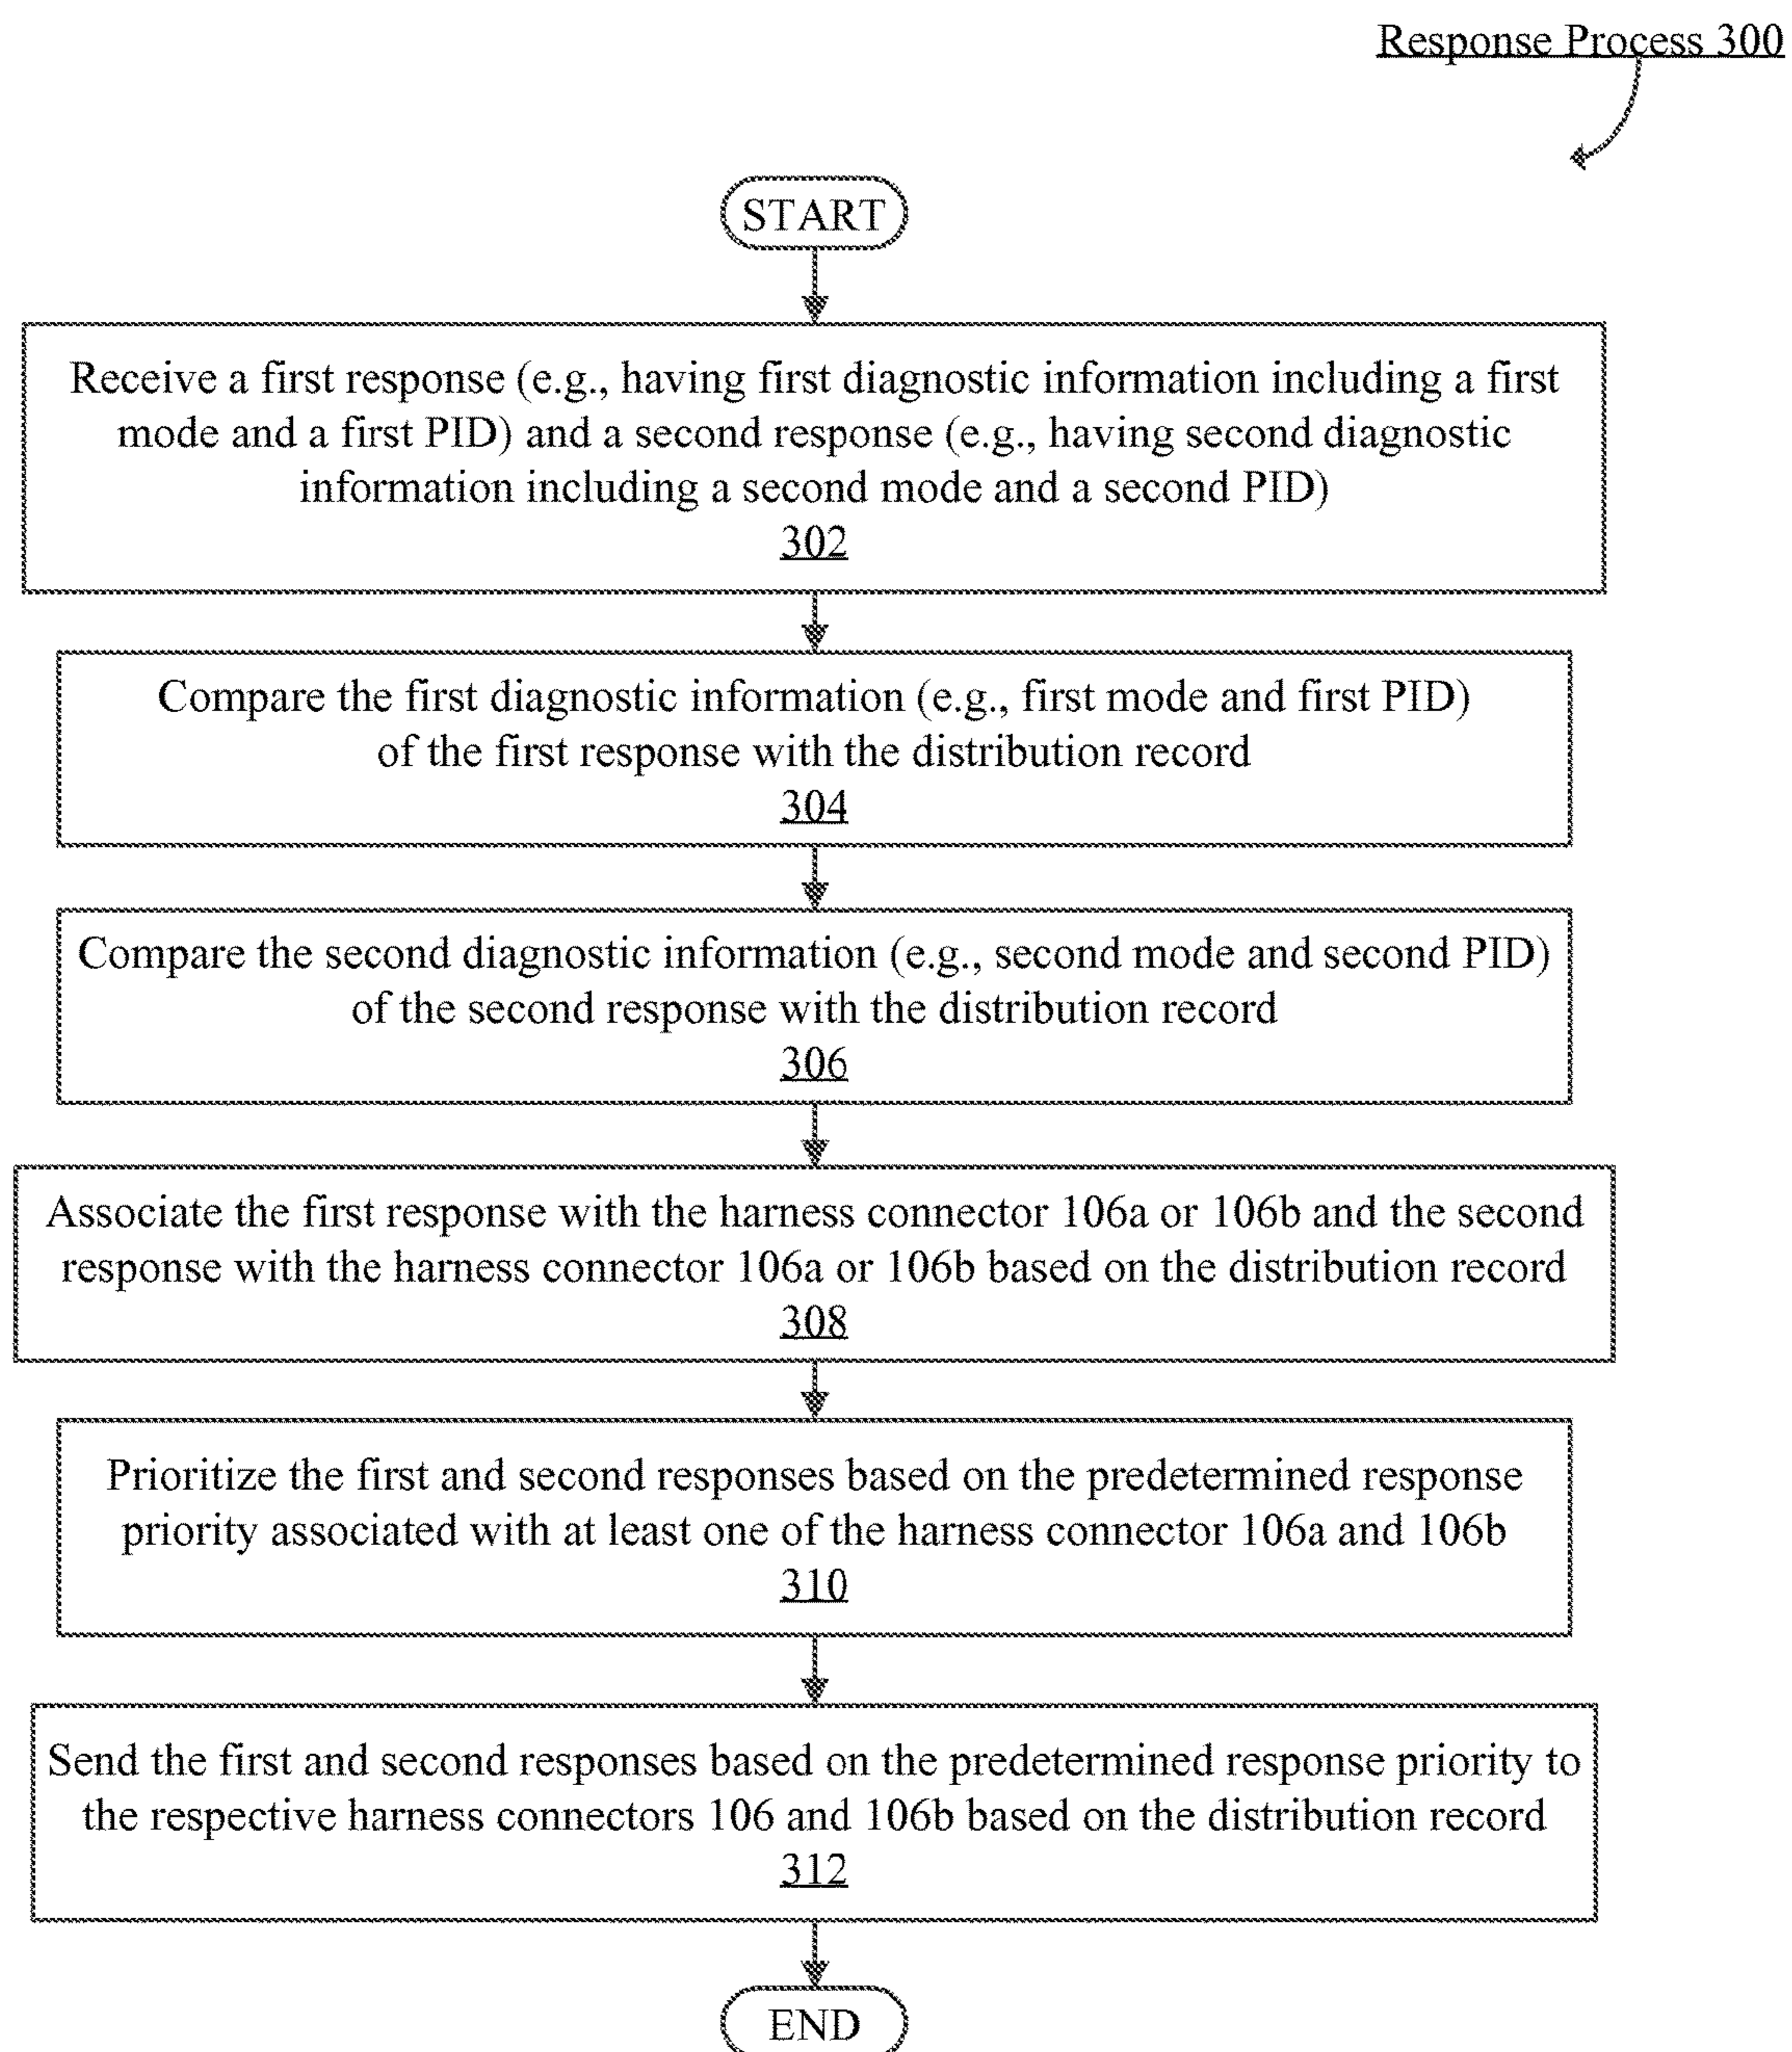 Response Process 300
START
Receive a first response (e.g., having first diagnostic information including a first
mode and a first PID) and a second response (e.g., having second diagnostic
information including a second mode and a second PID)
302
Compare the first diagnostic information (e.g., first mode and first PID)
of the first response with the distribution record
304
Compare the second diagnostic information (e.g., second mode and second PID)
of the second response with the distribution record
306
Associate the first response with the harness connector 106a or 106b and the second
response with the harness connector 106a or 106b based on the distribution record
308
Prioritize the first and second responses based on the predetermined response
priority associated with at least one of the harness connector 106a and 106b
310
Send the first and second responses based on the predetermined response priority to
the respective harness connectors 106 and 106b based on the distribution record
312
END